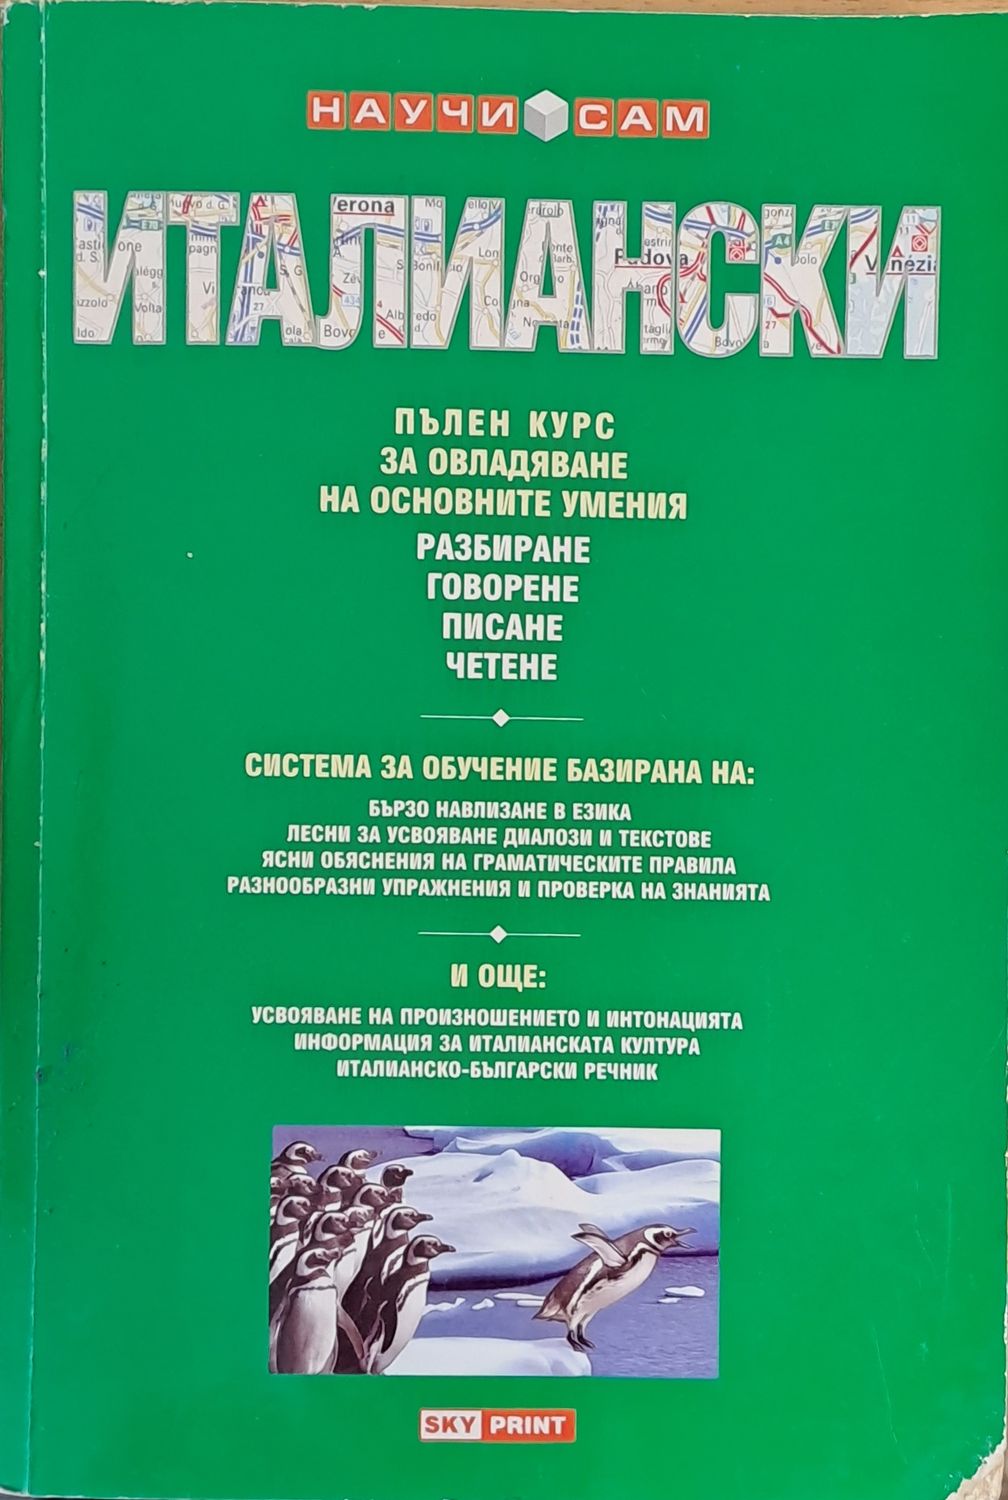 НАУЧИ САМ
ИТАЛИАНСКИ
ПЪЛЕН КУРС
ЗА ОВЛАДЯВАНЕ
НА ОСНОВНИТЕ УМЕНИЯ
РАЗБИРАНЕ
ГОВОРЕНЕ
ПИСАНЕ
ЧЕТЕНЕ
СИСТЕМА ЗА ОБУЧЕНИЕ БАЗИРАНА НА:
БЪРЗО НАВЛИЗАНЕ В ЕЗИКА
ЛЕСНИ ЗА УСВОЯВАНЕ ДИАЛОЗИ И ТЕКСТОВЕ
ЯСНИ ОБЯСНЕНИЯ НА ГРАМАТИЧЕСКИТЕ ПРАВИЛА
РАЗНООБРАЗНИ УПРАЖНЕНИЯ И ПРОВЕРКА НА ЗНАНИЯТА
И ОЩЕ:
УСВОЯВАНЕ НА ПРОИЗНОШЕНИЕТО И ИНТОНАЦИЯТА
ИНФОРМАЦИЯ ЗА ИТАЛИАНСКАТА КУЛТУРА
ИТАЛИАНСКО-БЪЛГАРСКИ РЕЧНИК
SKY PRINT